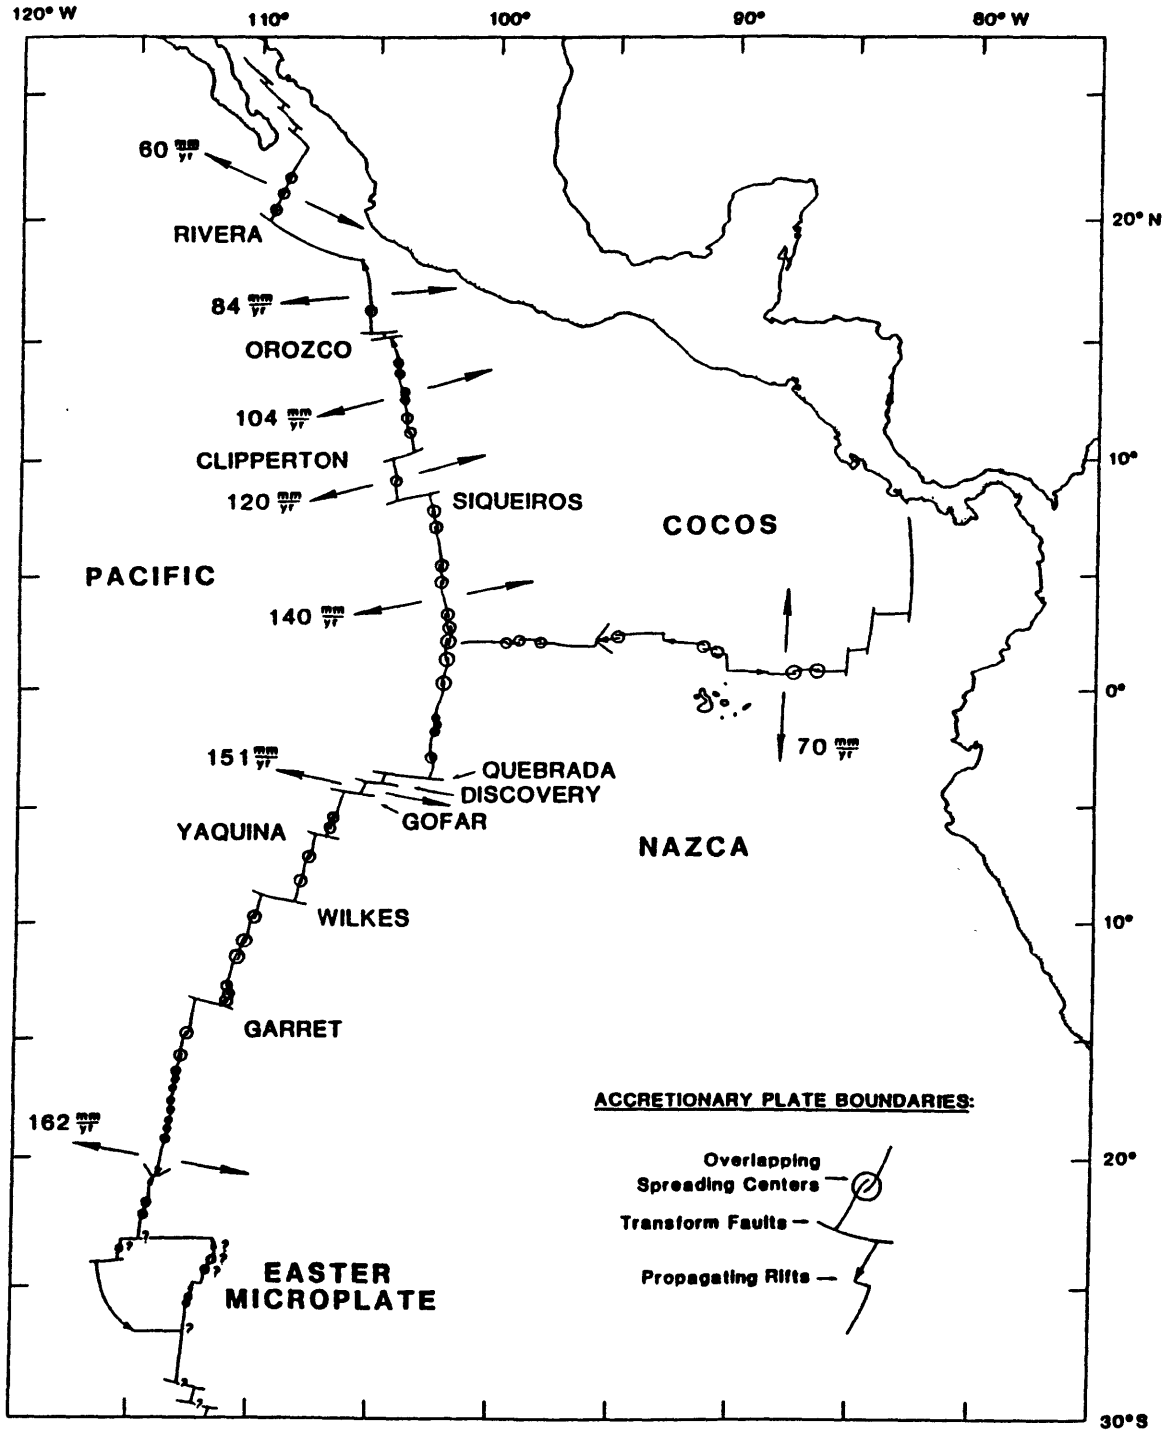 120° W 110° 100° 90° 80° W
60 mm/yr
20° N
RIVERA
84 mm/yr
OROZCO
104 mm/yr
CLIPPERTON
10°
120 mm/yr
SIQUEIROS
COCOS
PACIFIC
140 mm/yr
0°
70 mm/yr
151 mm/yr
QUEBRADA
DISCOVERY
GOFAR
YAQUINA
NAZCA
WILKES
10°
GARRET
162 mm/yr
ACCRETIONARY PLATE BOUNDARIES:
Overlapping
Spreading Centers
20°
Transform Faults
Propagating Rifts
? ?
? ?
?
EASTER
MICROPLATE
?
?
?
30°S